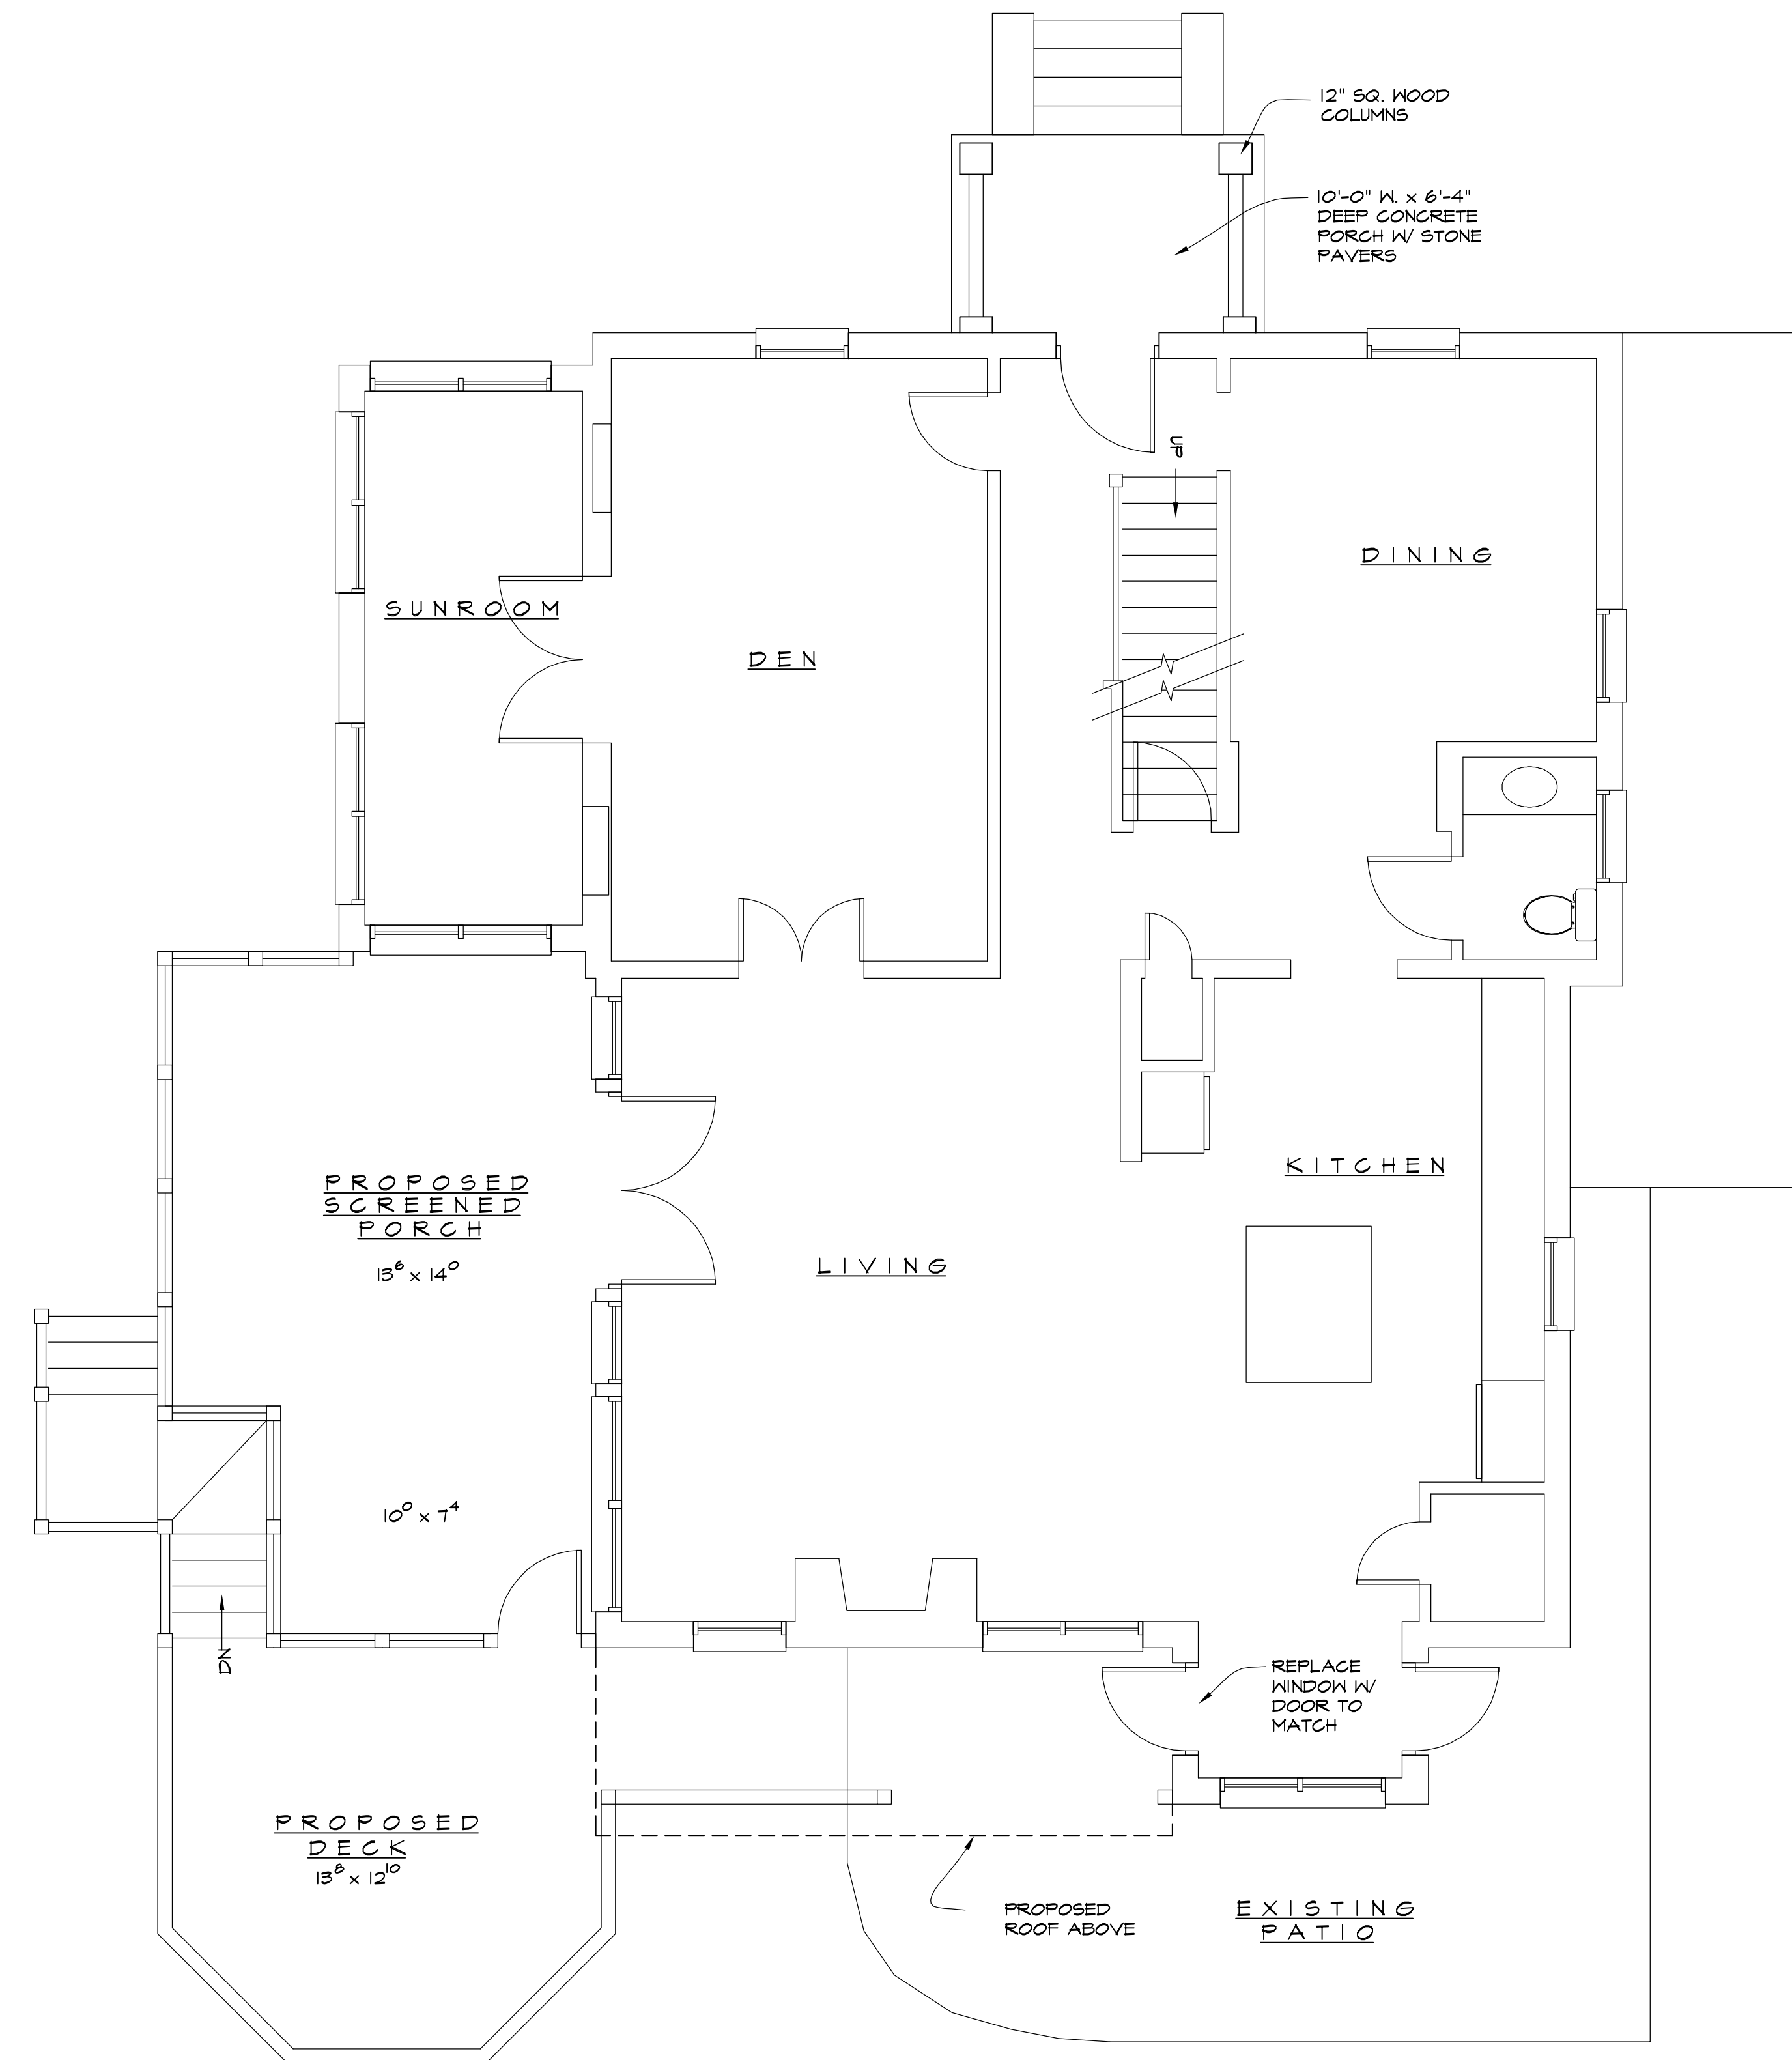 12" SQ. WOOD
COLUMNS
10'-0" W. x 6'-4"
DEEP CONCRETE
PORCH W/ STONE
PAVERS
UP
DINING
SUNROOM
DEN
PROPOSED
SCREENED
PORCH
13⁶ x 14⁰
KITCHEN
LIVING
10⁰ x 7⁴
DN
REPLACE
WINDOW W/
DOOR TO
MATCH
PROPOSED
DECK
13⁸ x 12¹⁰
PROPOSED
ROOF ABOVE
EXISTING
PATIO